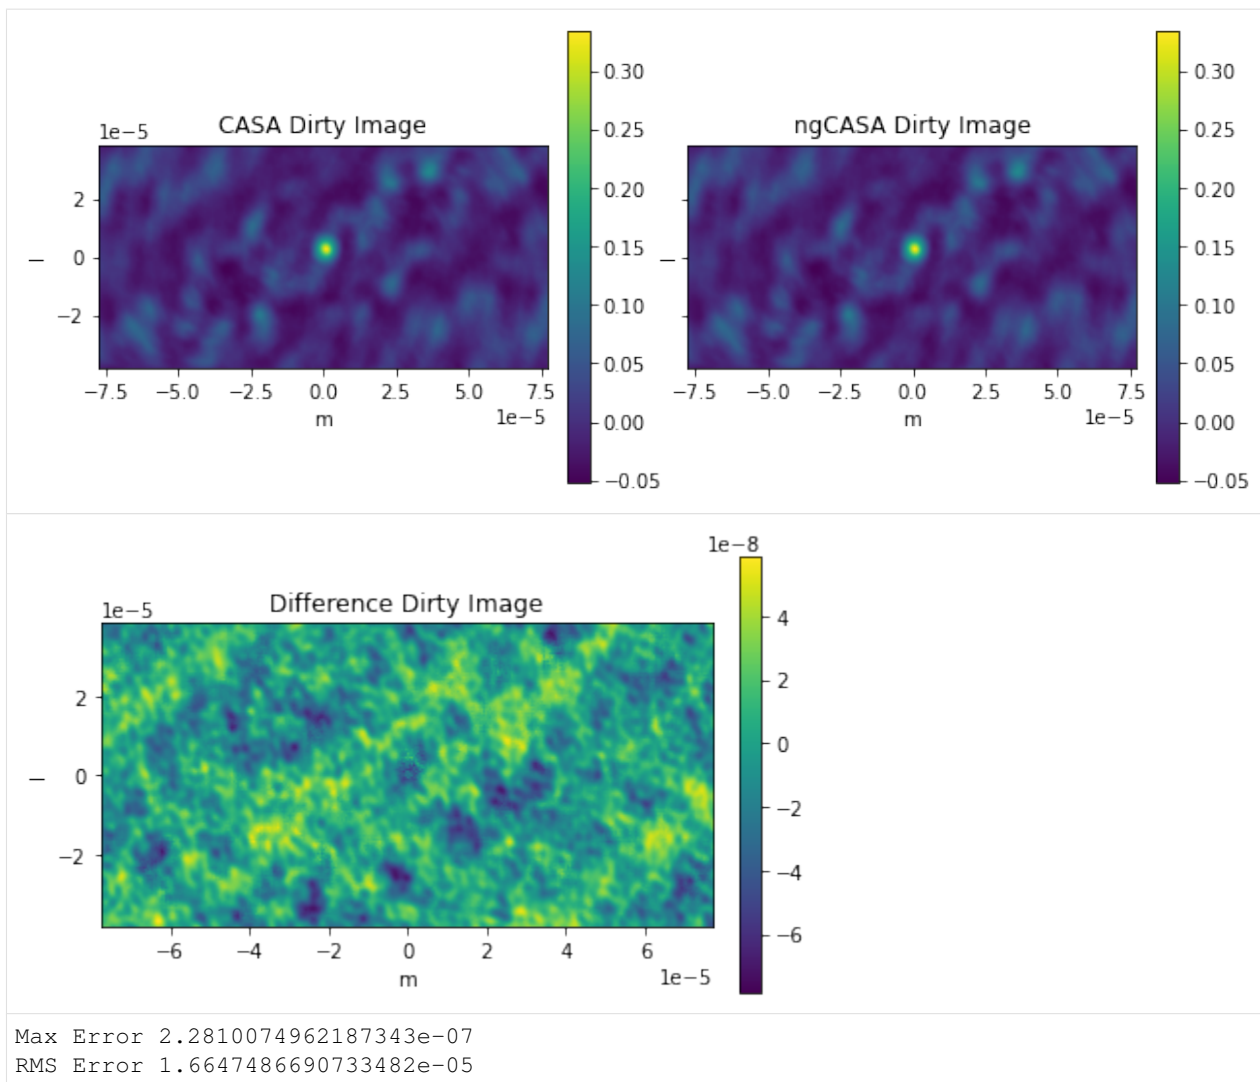 CASA Dirty Image
1e−5
2
0
−2
l
−7.5 −5.0 −2.5 0.0 2.5 5.0 7.5
1e−5
m
0.30
0.25
0.20
0.15
0.10
0.05
0.00
−0.05
ngCASA Dirty Image
l
−7.5 −5.0 −2.5 0.0 2.5 5.0 7.5
1e−5
m
0.30
0.25
0.20
0.15
0.10
0.05
0.00
−0.05
Difference Dirty Image
1e−5
2
0
−2
l
−6 −4 −2 0 2 4 6
1e−5
m
1e−8
4
2
0
−2
−4
−6
Max Error 2.2810074962187343e-07
RMS Error 1.6647486690733482e-05